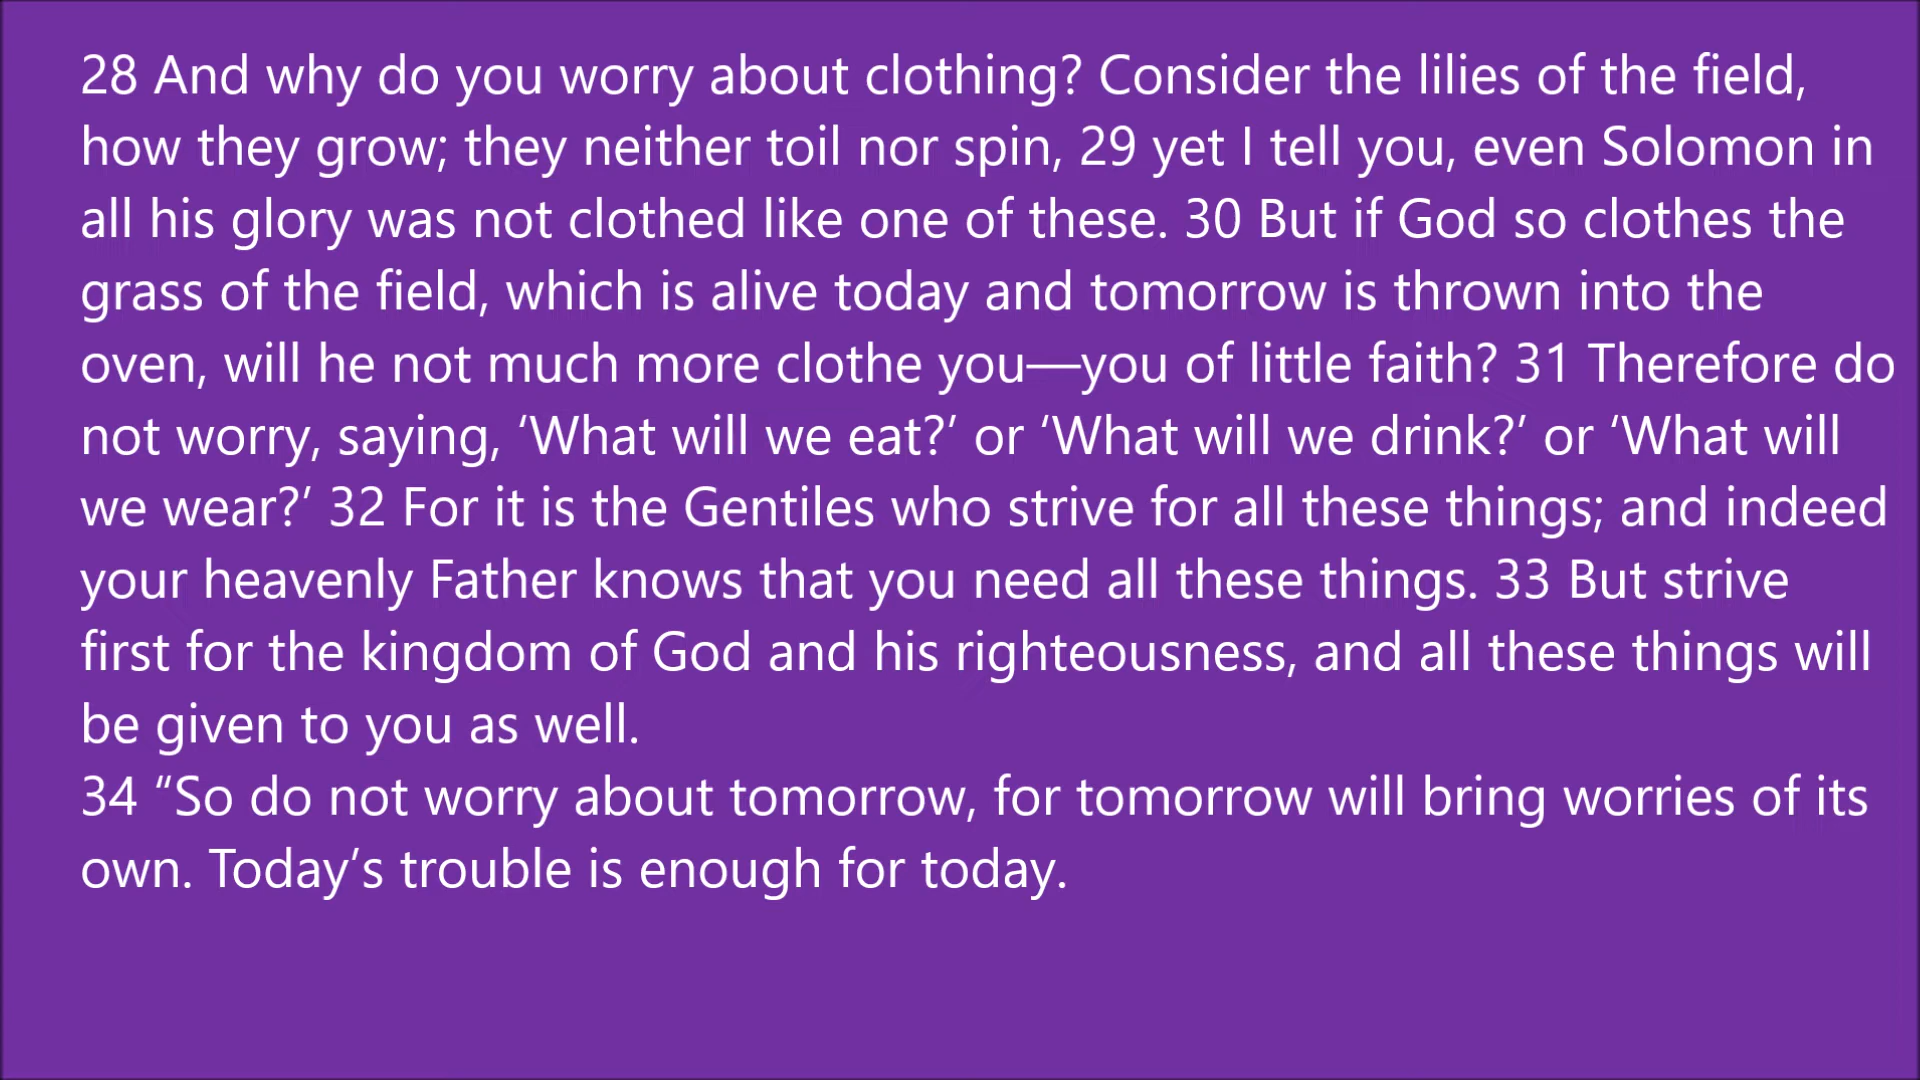 28 And why do you worry about clothing? Consider the lilies of the field,
how they grow; they neither toil nor spin, 29 yet I tell you, even Solomon in
all his glory was not clothed like one of these. 30 But if God so clothes the
grass of the field, which is alive today and tomorrow is thrown into the
oven, will he not much more clothe you—you of little faith? 31 Therefore do
not worry, saying, ‘What will we eat?’ or ‘What will we drink?’ or ‘What will
we wear?’ 32 For it is the Gentiles who strive for all these things; and indeed
your heavenly Father knows that you need all these things. 33 But strive
first for the kingdom of God and his righteousness, and all these things will
be given to you as well.
34 “So do not worry about tomorrow, for tomorrow will bring worries of its
own. Today’s trouble is enough for today.